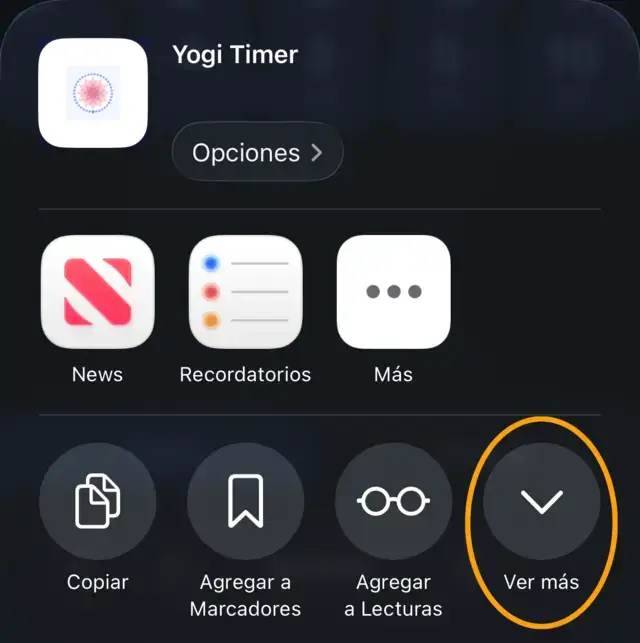 Yogi Timer
Opciones
News
Recordatorios
Más
Copiar
Agregar a
Marcadores
Agregar
a Lecturas
Ver más